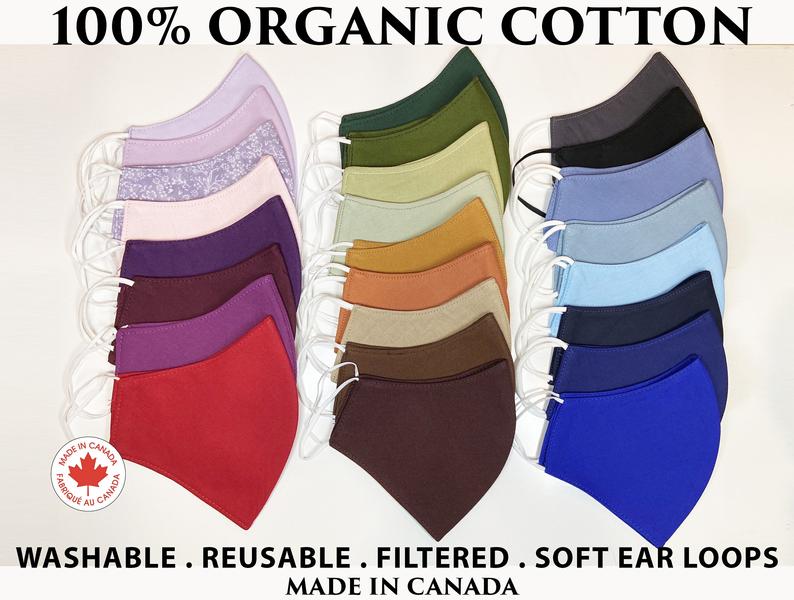 100% ORGANIC COTTON
MADE IN CANADA
FABRIQUÉ AU CANADA
WASHABLE . REUSABLE . FILTERED . SOFT EAR LOOPS
MADE IN CANADA